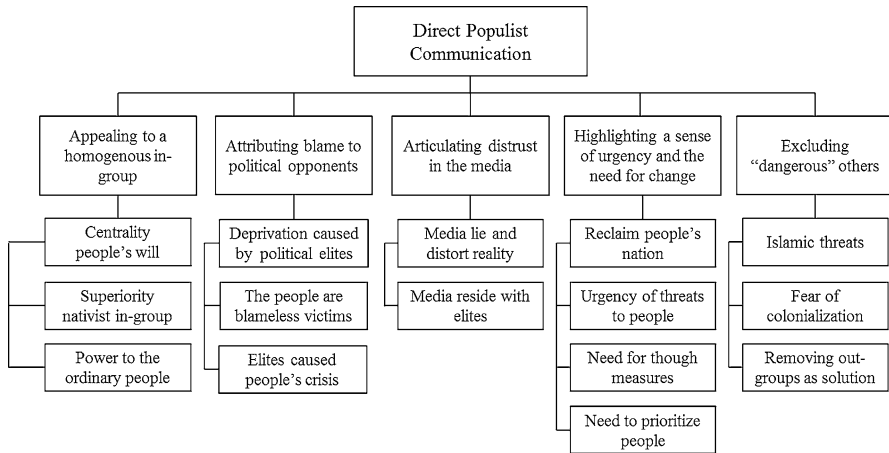 Direct Populist
Communication
Appealing to a
homogenous in-
group
Attributing blame to
political opponents
Articulating distrust
in the media
Highlighting a sense
of urgency and the
need for change
Excluding
“dangerous” others
Centrality
people’s will
Superiority
nativist in-group
Power to the
ordinary people
Deprivation caused
by political elites
The people are
blameless victims
Elites caused
people’s crisis
Media lie and
distort reality
Media reside with
elites
Reclaim people’s
nation
Urgency of threats
to people
Need for though
measures
Need to prioritize
people
Islamic threats
Fear of
colonialization
Removing out-
groups as solution